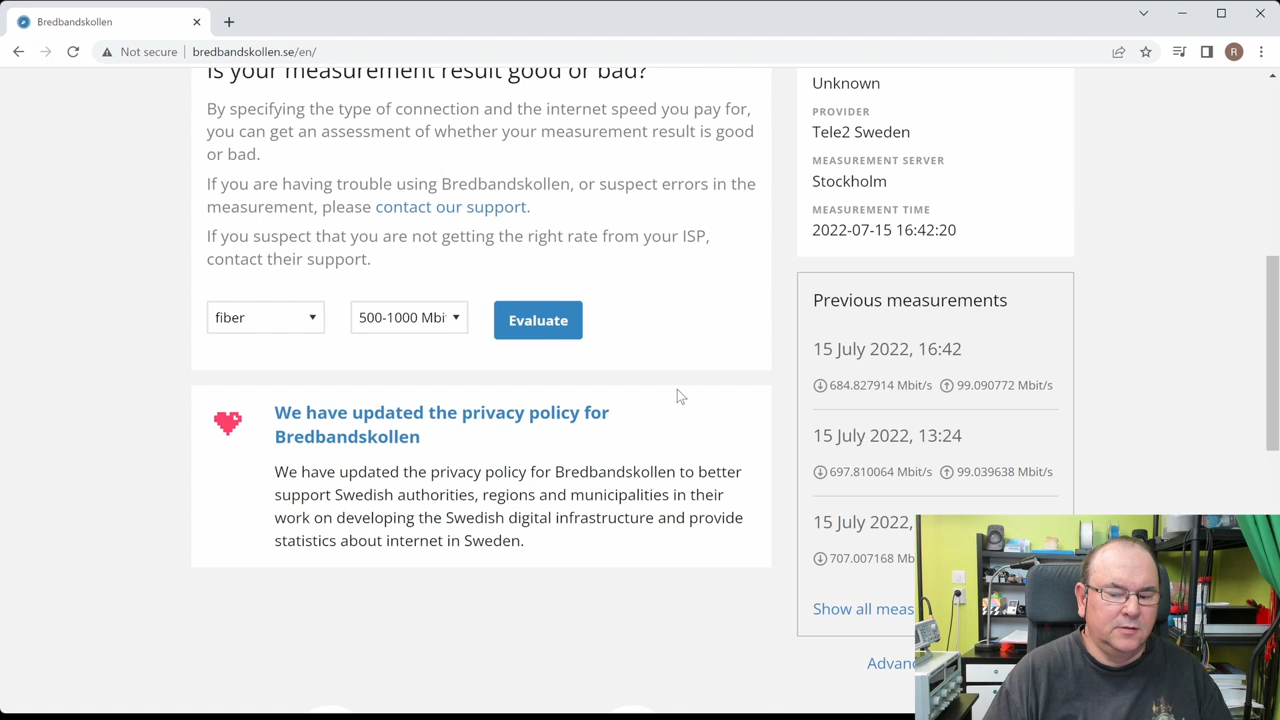 Bredbandskollen
Not secure
bredbandskollen.se/en/
R
Is your measurement result good or bad?
By specifying the type of connection and the internet speed you pay for,
you can get an assessment of whether your measurement result is good
or bad.
If you are having trouble using Bredbandskollen, or suspect errors in the
measurement, please contact our support.
If you suspect that you are not getting the right rate from your ISP,
contact their support.
fiber
500-1000 Mbi
Evaluate
We have updated the privacy policy for
Bredbandskollen
We have updated the privacy policy for Bredbandskollen to better
support Swedish authorities, regions and municipalities in their
work on developing the Swedish digital infrastructure and provide
statistics about internet in Sweden.
Unknown
PROVIDER
Tele2 Sweden
MEASUREMENT SERVER
Stockholm
MEASUREMENT TIME
2022-07-15 16:42:20
Previous measurements
15 July 2022, 16:42
684.827914 Mbit/s 99.090772 Mbit/s
15 July 2022, 13:24
697.810064 Mbit/s 99.039638 Mbit/s
15 July 2022,
707.007168 Mb
Show all meas
Advan